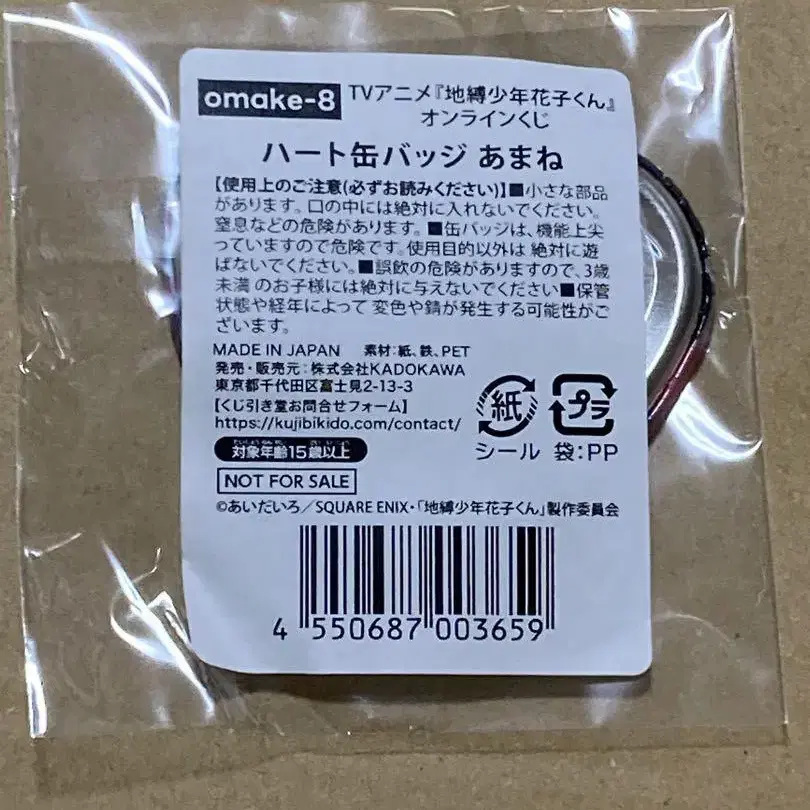 omake-8 TVアニメ『地縛少年花子くん』
オンラインくじ
ハート缶バッジ あまね
【使用上のご注意(必ずお読みください)】■小さな部品
があります。口の中には絶対に入れないでください。
窒息などの危険があります。■缶バッジは、機能上尖
っていますので危険です。使用目的以外は 絶対に遊
ばないでください。■誤飲の危険がありますので、3歳
未満 のお子様には絶対に与えないでください■保管
状態や経年によって 変色や錆が発生する可能性がご
ざいます。
MADE IN JAPAN 素材:紙、鉄、PET
発売・販売元:株式会社KADOKAWA
東京都千代田区富士見2-13-3
【くじ引き堂お問合せフォーム】
https://kujibikido.com/contact/
対象年齢15歳以上
NOT FOR SALE
紙 プラ
シール 袋:PP
©あいだいろ/SQUARE ENIX・「地縛少年花子くん」製作委員会
4 550687 003659